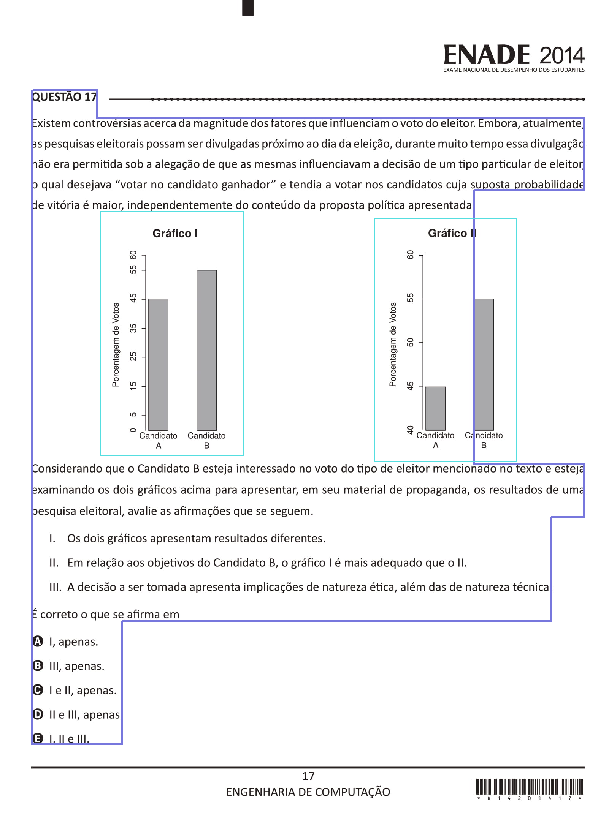 ENADE 2014
EXAME NACIONAL DE DESEMPENHO DOS ESTUDANTES
QUESTÃO 17
Existem controvérsias acerca da magnitude dos fatores que influenciam o voto do eleitor. Embora, atualmente,
as pesquisas eleitorais possam ser divulgadas próximo ao dia da eleição, durante muito tempo essa divulgação
não era permitida sob a alegação de que as mesmas influenciavam a decisão de um tipo particular de eleitor,
o qual desejava “votar no candidato ganhador” e tendia a votar nos candidatos cuja suposta probabilidade
de vitória é maior, independentemente do conteúdo da proposta política apresentada
Gráfico I
Porcentagem de Votos
60
55
45
35
25
15
5
0
Candidato A
Candidato B
Gráfico II
Porcentagem de Votos
60
55
50
45
40
Candidato A
Candidato B
Considerando que o Candidato B esteja interessado no voto do tipo de eleitor mencionado no texto e esteja
examinando os dois gráficos acima para apresentar, em seu material de propaganda, os resultados de uma
pesquisa eleitoral, avalie as afirmações que se seguem.
I. Os dois gráficos apresentam resultados diferentes.
II. Em relação aos objetivos do Candidato B, o gráfico I é mais adequado que o II.
III. A decisão a ser tomada apresenta implicações de natureza ética, além das de natureza técnica
É correto o que se afirma em
A I, apenas.
B III, apenas.
C I e II, apenas.
D II e III, apenas
E I, II e III.
17
ENGENHARIA DE COMPUTAÇÃO